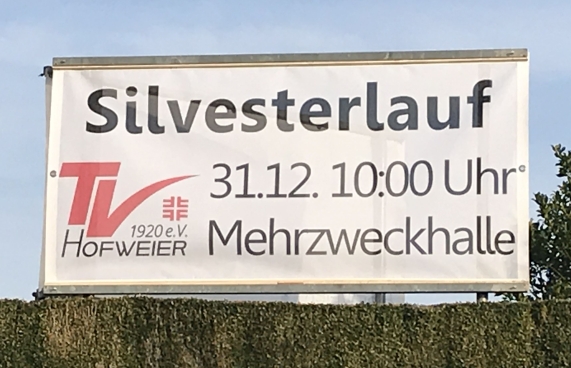 Silvesterlauf
31.12. 10:00 Uhr
Mehrzweckhalle
TV
1920 e.V.
HOFWEIER